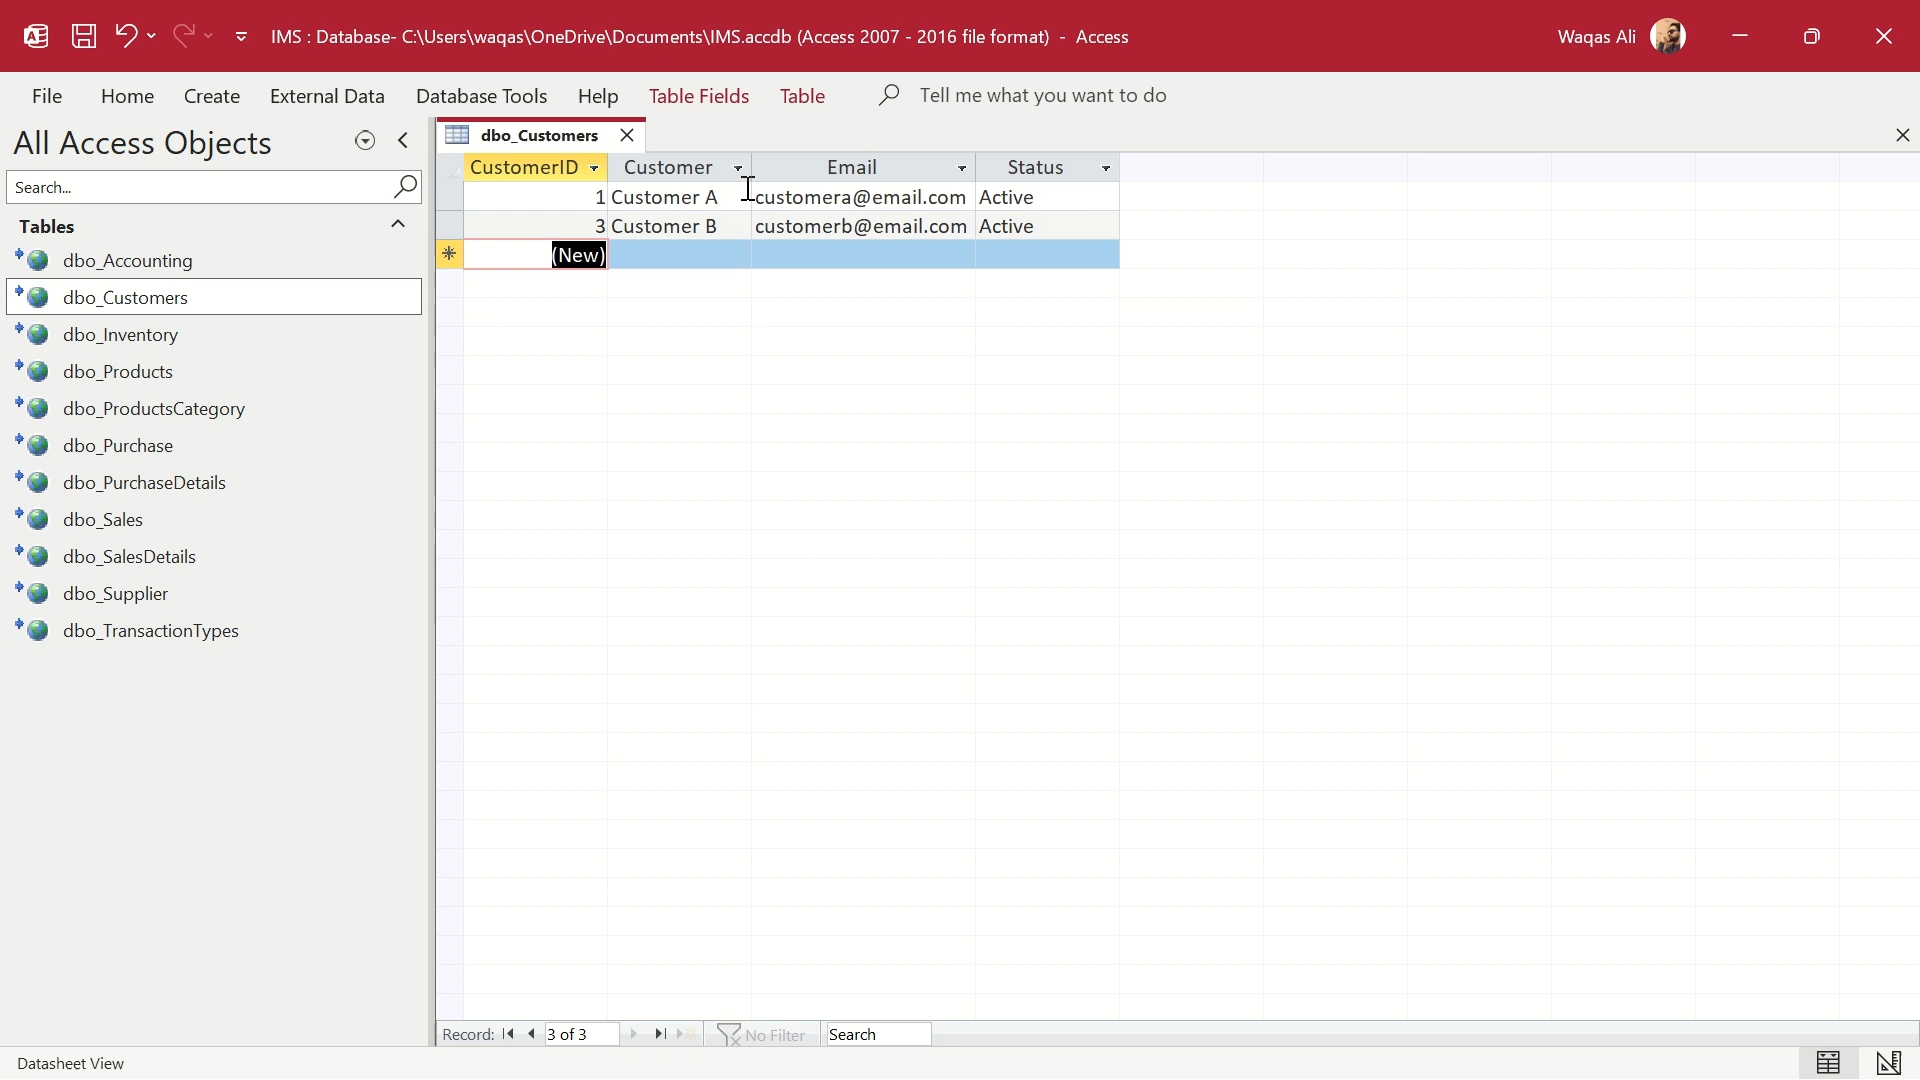 IMS : Database- C:\Users\waqas\OneDrive\Documents\IMS.accdb (Access 2007 - 2016 file format) - Access
Waqas Ali
File Home Create External Data Database Tools Help Table Fields Table Tell me what you want to do
All Access Objects
Search...
Tables
dbo_Accounting
dbo_Customers
dbo_Inventory
dbo_Products
dbo_ProductsCategory
dbo_Purchase
dbo_PurchaseDetails
dbo_Sales
dbo_SalesDetails
dbo_Supplier
dbo_TransactionTypes
dbo_Customers
CustomerID Customer Email Status
1 Customer A customera@email.com Active
3 Customer B customerb@email.com Active
(New)
Record: 3 of 3 No Filter Search
Datasheet View